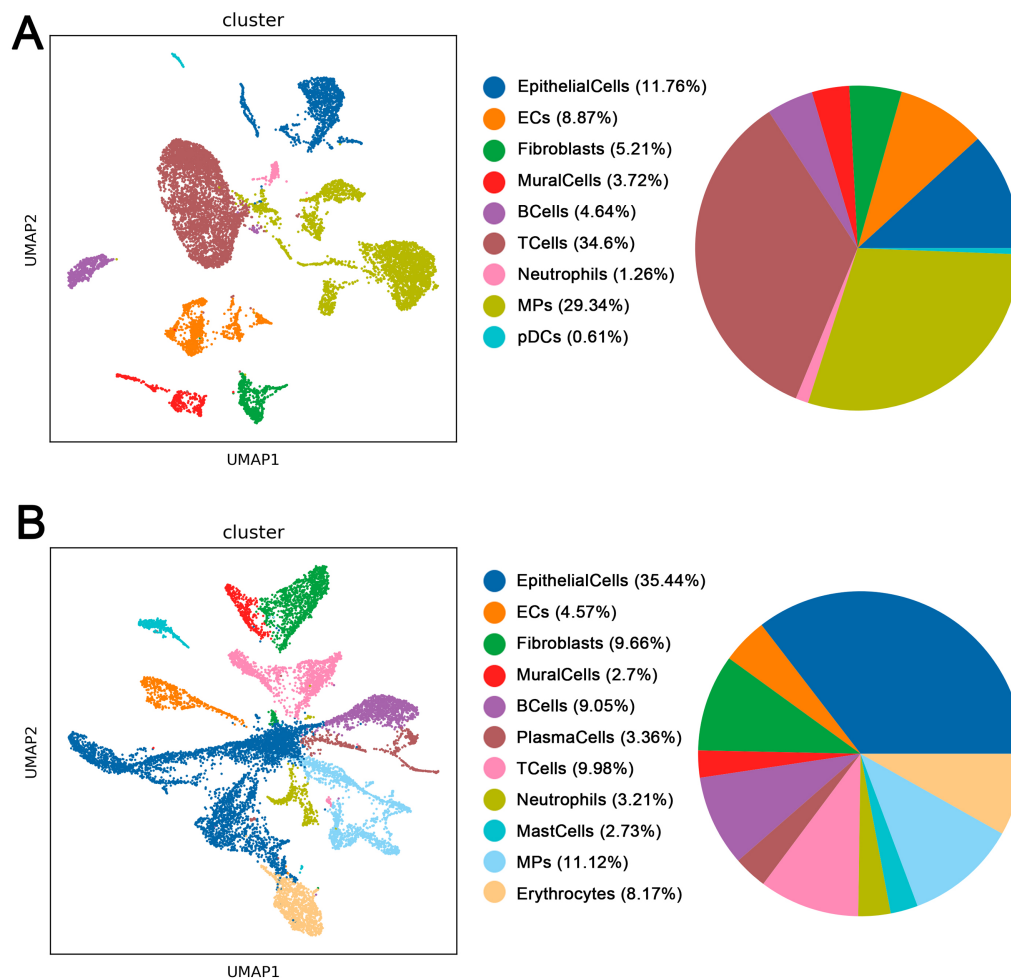 A
cluster
UMAP2
UMAP1
EpithelialCells (11.76%)
ECs (8.87%)
Fibroblasts (5.21%)
MuralCells (3.72%)
BCells (4.64%)
TCells (34.6%)
Neutrophils (1.26%)
MPs (29.34%)
pDCs (0.61%)
B
cluster
UMAP2
UMAP1
EpithelialCells (35.44%)
ECs (4.57%)
Fibroblasts (9.66%)
MuralCells (2.7%)
BCells (9.05%)
PlasmaCells (3.36%)
TCells (9.98%)
Neutrophils (3.21%)
MastCells (2.73%)
MPs (11.12%)
Erythrocytes (8.17%)